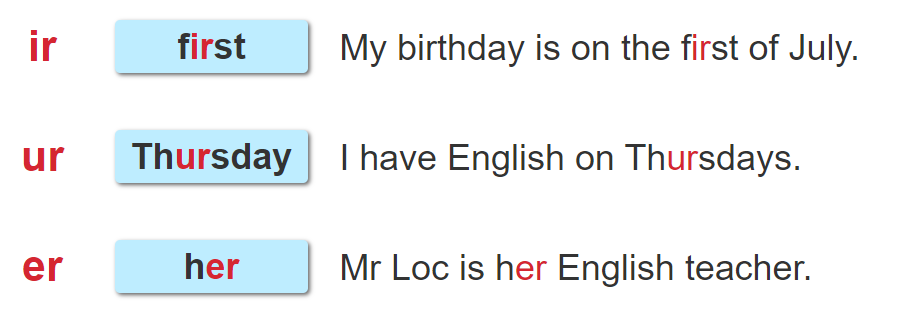 ir first My birthday is on the first of July.
ur Thursday I have English on Thursdays.
er her Mr Loc is her English teacher.